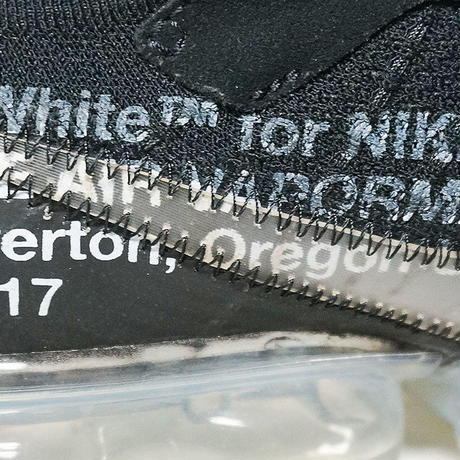 White™ for NIK
Air VAPORM
erton, Oregon
17